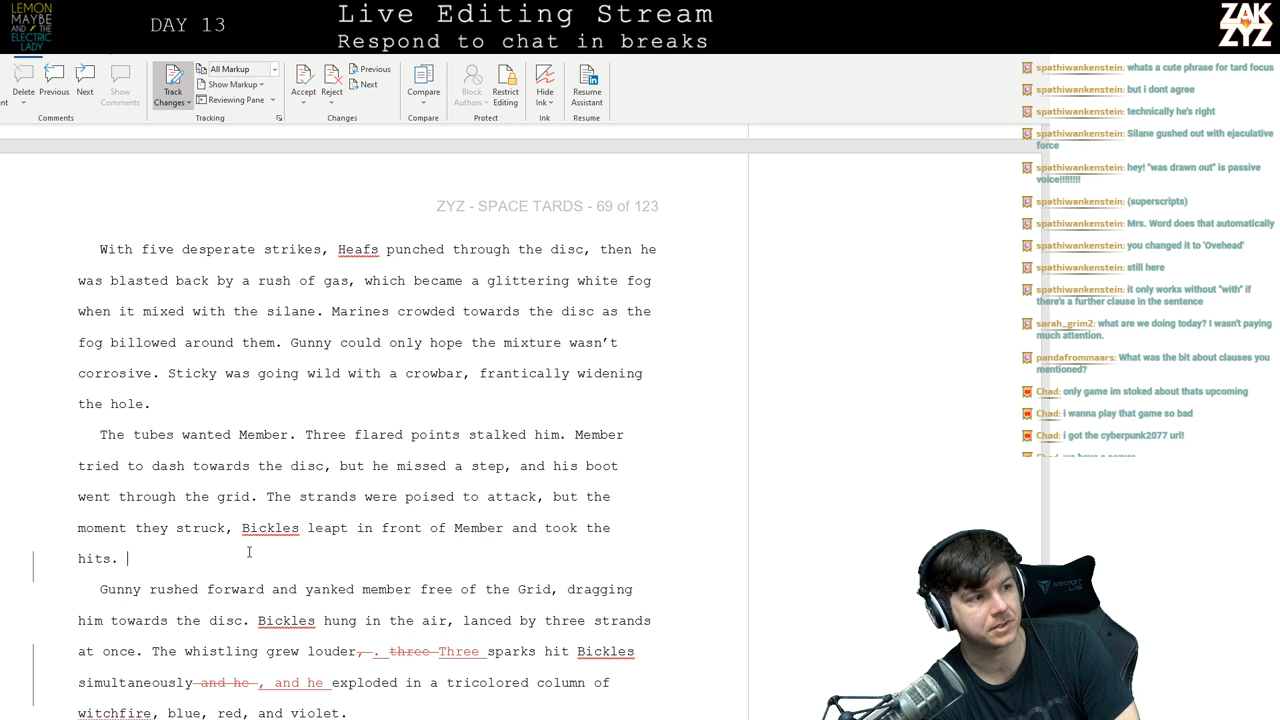 LEMON
MAYBE
AND THE
ELECTRIC
LADY
DAY 13
Live Editing Stream
Respond to chat in breaks
ZAK
ZYZ
Delete
Previous
Next
Show
Comments
Comments
Track
Changes
All Markup
Show Markup
Reviewing Pane
Tracking
Accept
Reject
Previous
Next
Changes
Compare
Compare
Block
Authors
Restrict
Editing
Protect
Hide
Ink
Ink
Resume
Assistant
Resume
ZYZ - SPACE TARDS - 69 of 123
With five desperate strikes, Heafs punched through the disc, then he
was blasted back by a rush of gas, which became a glittering white fog
when it mixed with the silane. Marines crowded towards the disc as the
fog billowed around them. Gunny could only hope the mixture wasn’t
corrosive. Sticky was going wild with a crowbar, frantically widening
the hole.
The tubes wanted Member. Three flared points stalked him. Member
tried to dash towards the disc, but he missed a step, and his boot
went through the grid. The strands were poised to attack, but the
moment they struck, Bickles leapt in front of Member and took the
hits.
Gunny rushed forward and yanked member free of the Grid, dragging
him towards the disc. Bickles hung in the air, lanced by three strands
at once. The whistling grew louder, . three Three sparks hit Bickles
simultaneously and he , and he exploded in a tricolored column of
witchfire, blue, red, and violet.
spathiwankenstein: whats a cute phrase for tard focus
spathiwankenstein: but i dont agree
spathiwankenstein: technically he's right
spathiwankenstein: Silane gushed out with ejaculative
force
spathiwankenstein: hey! "was drawn out" is passive
voice!!!!!!!!
spathiwankenstein: (superscripts)
spathiwankenstein: Mrs. Word does that automatically
spathiwankenstein: you changed it to 'Ovehead'
spathiwankenstein: still here
spathiwankenstein: it only works without "with" if
there's a further clause in the sentence
sarah_grim2: what are we doing today? I wasn't paying
much attention.
pandafrommaars: What was the bit about clauses you
mentioned?
Chad: only game im stoked about thats upcoming
Chad: i wanna play that game so bad
Chad: i got the cyberpunk2077 url!